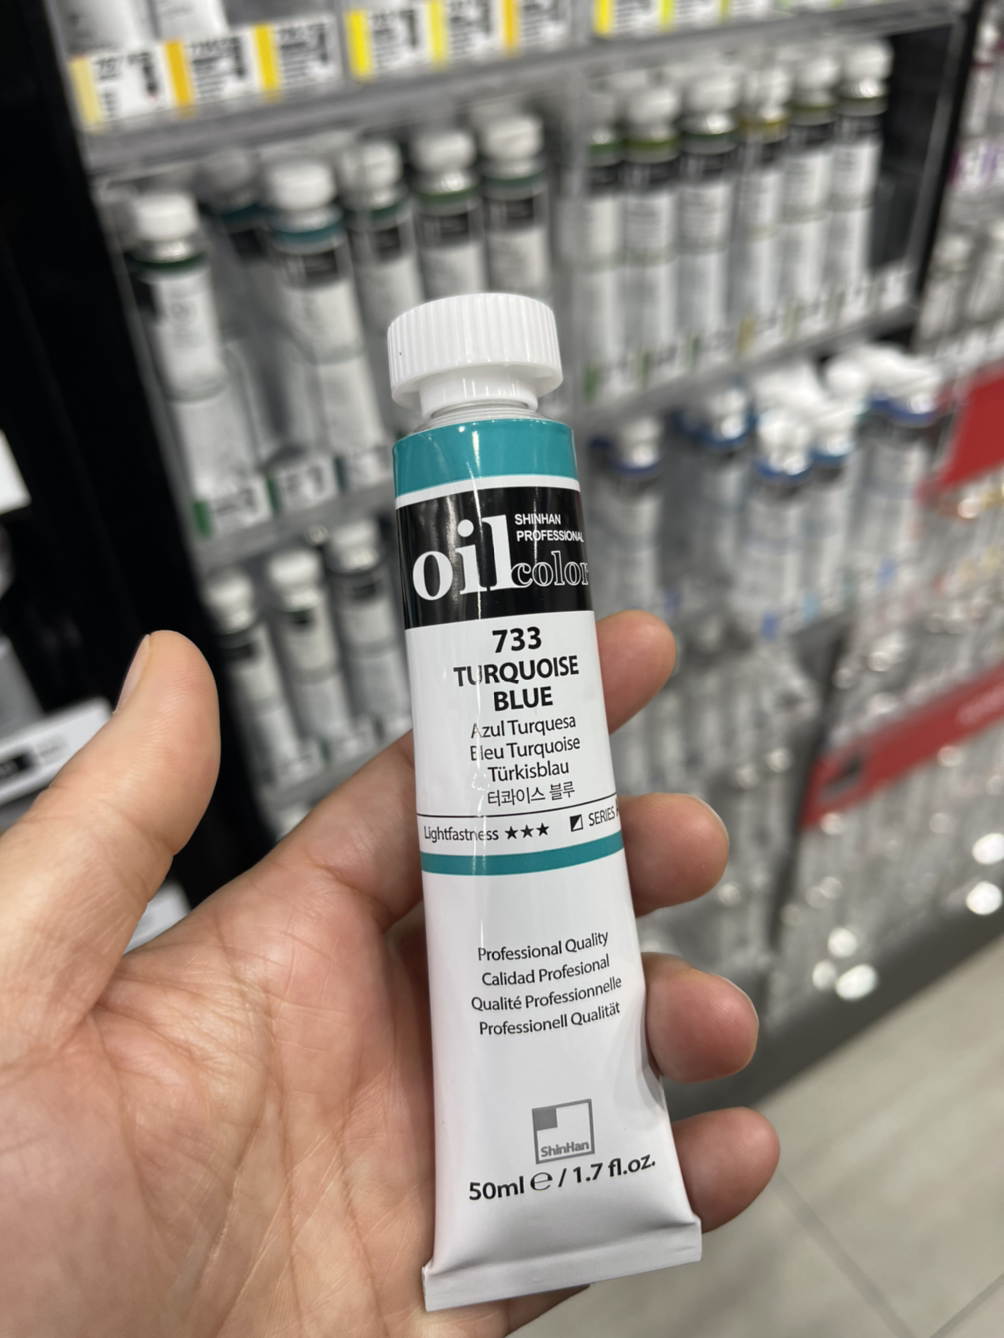 SHINHAN
PROFESSIONAL
oil color
733
TURQUOISE
BLUE
Azul Turquesa
Bleu Turquoise
Türkisblau
터콰이스 블루
Lightfastness ★★★ SERIES
Professional Quality
Calidad Profesional
Qualité Professionnelle
Professionell Qualität
ShinHan
50ml ℮ / 1.7 fl.oz.